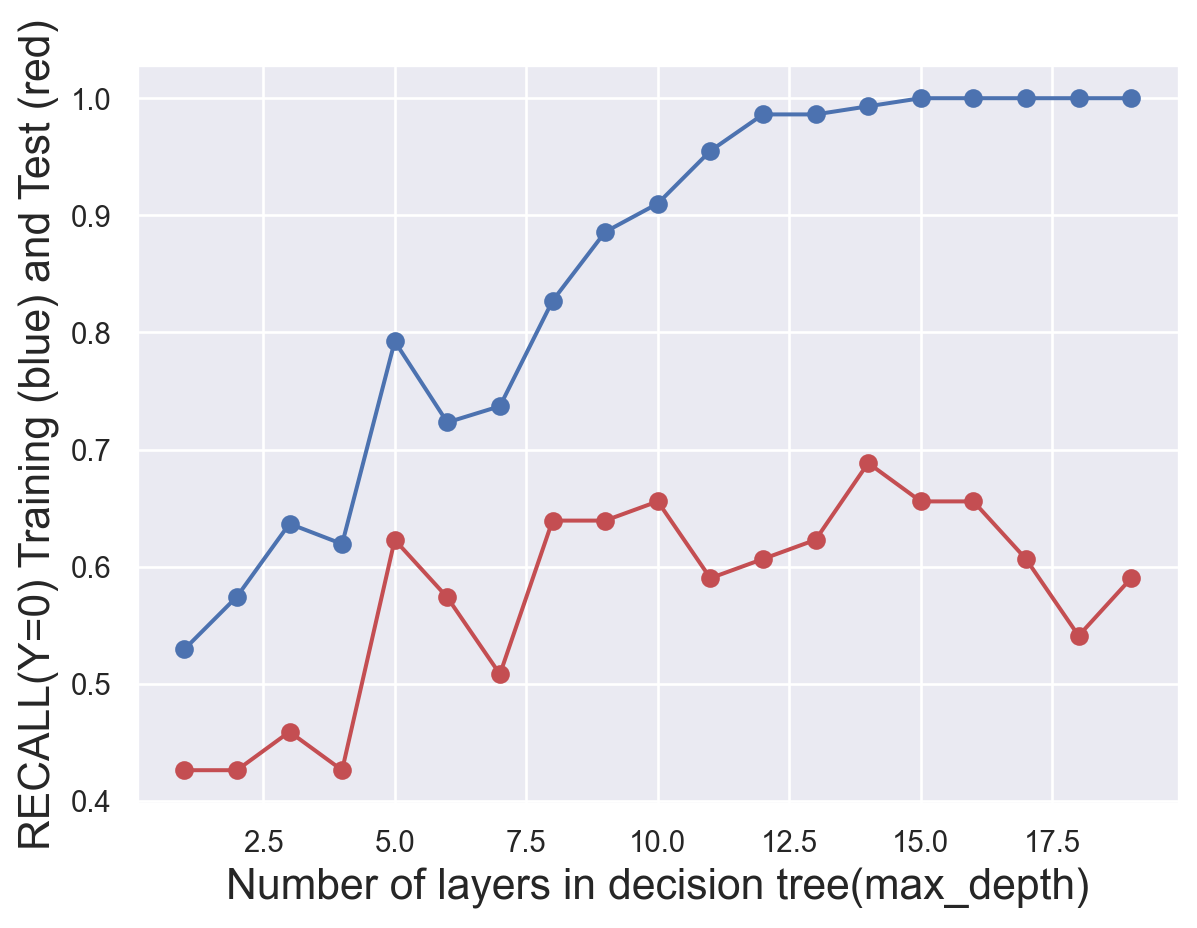 RECALL(Y=0) Training (blue) and Test (red)
1.0
0.9
0.8
0.7
0.6
0.5
0.4
2.5 5.0 7.5 10.0 12.5 15.0 17.5
Number of layers in decision tree(max_depth)